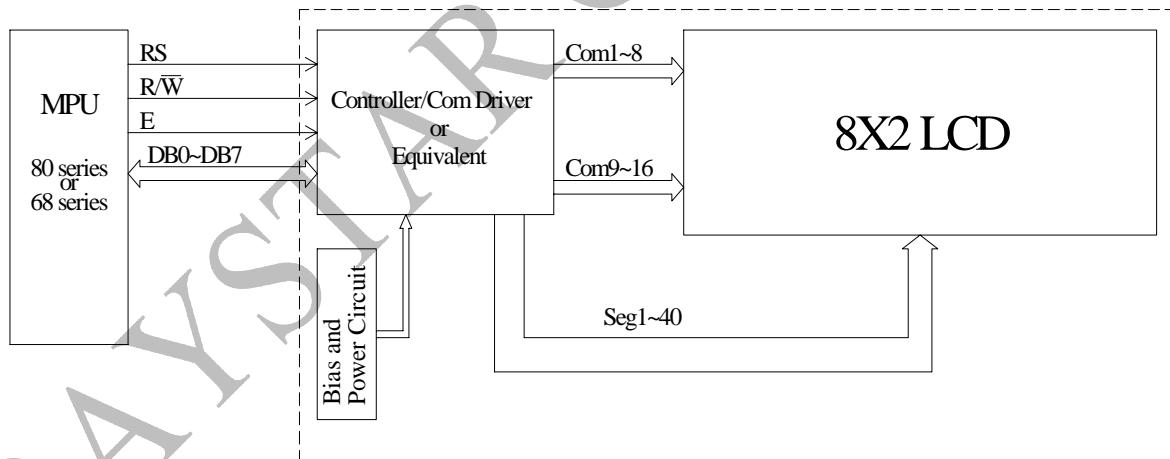 RS
R/W̅
E
DB0~DB7
MPU
80 series
or
68 series
Controller/Com Driver
or
Equivalent
Bias and
Power Circuit
Com1~8
Com9~16
Seg1~40
8X2 LCD
AYSTAR